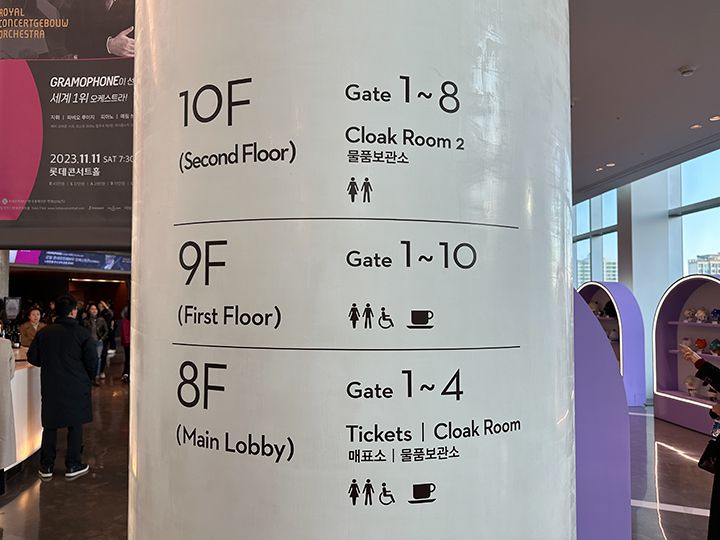 ROYAL
CONCERTGEBOUW
ORCHESTRA
GRAMOPHONE이 선
세계 1위 오케스트라!
2023.11.11 SAT 7:30
롯데콘서트홀
10F
(Second Floor)
Gate 1~8
Cloak Room 2
물품보관소
9F
(First Floor)
Gate 1~10
8F
(Main Lobby)
Gate 1~4
Tickets | Cloak Room
매표소 | 물품보관소